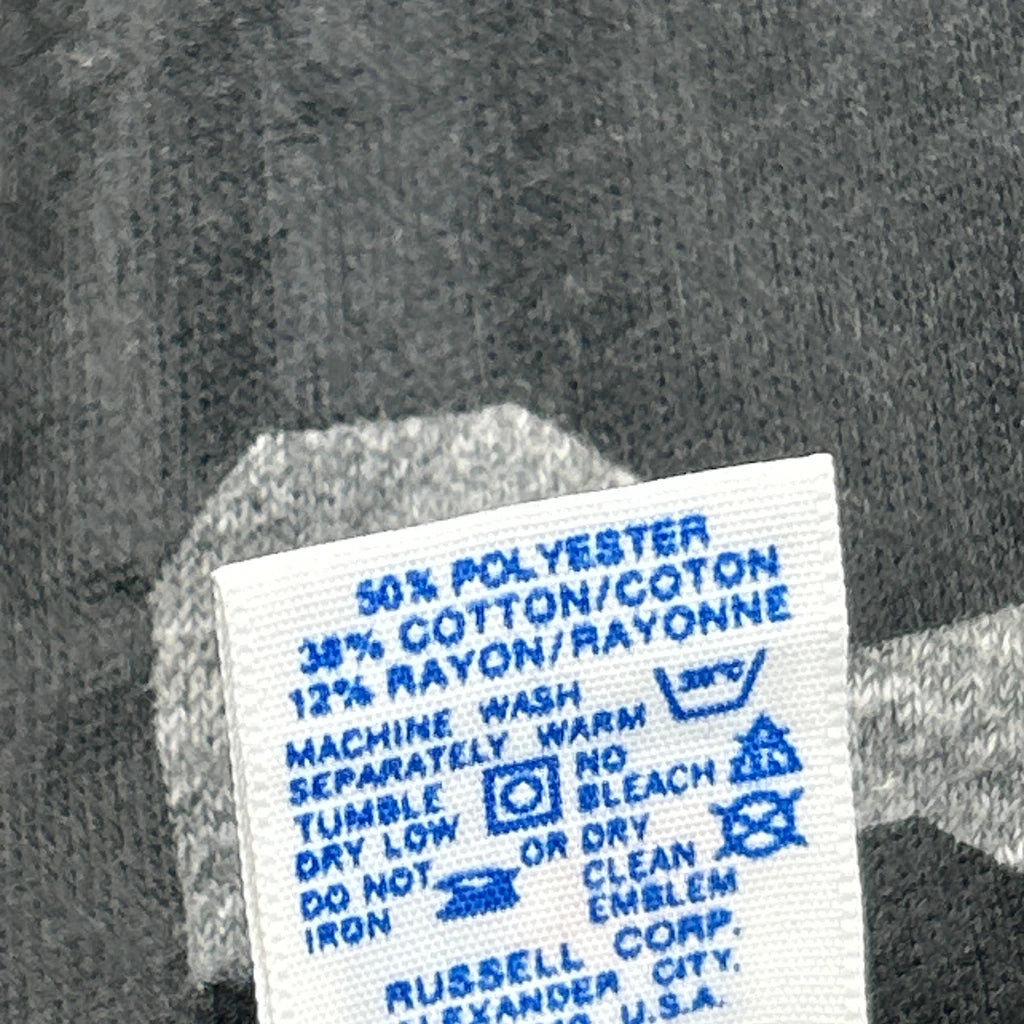 50% POLYESTER
38% COTTON/COTON
12% RAYON/RAYONNE
MACHINE WASH
SEPARATELY WARM
TUMBLE NO
DRY LOW BLEACH
DO NOT OR DRY
IRON CLEAN
EMBLEM
RUSSELL CORP.
ALEXANDER CITY,
U.S.A.